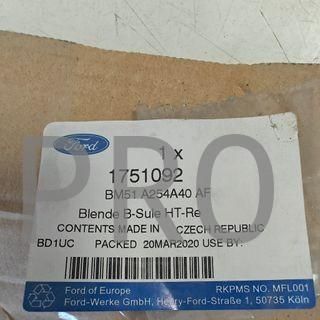 Ford
1 x
1751092
BM51 A254A40 AF
Blende B-Sule HT-Re
CONTENTS MADE IN CZECH REPUBLIC
BD1UC PACKED 20MAR2020 USE BY:
Ford of Europe RKPMS NO. MFL001
Ford-Werke GmbH, Henry-Ford-Straße 1, 50735 Köln
PRO